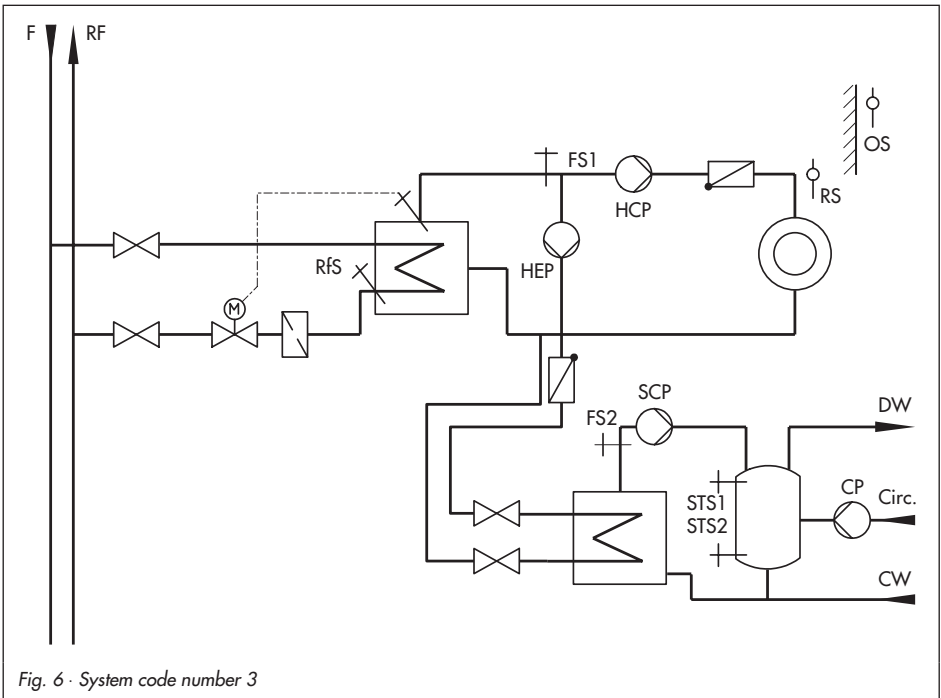 F
RF
OS
FS1
RS
HCP
HEP
RfS
M
SCP
DW
FS2
CP
Circ.
STS1
STS2
CW
Fig. 6 · System code number 3